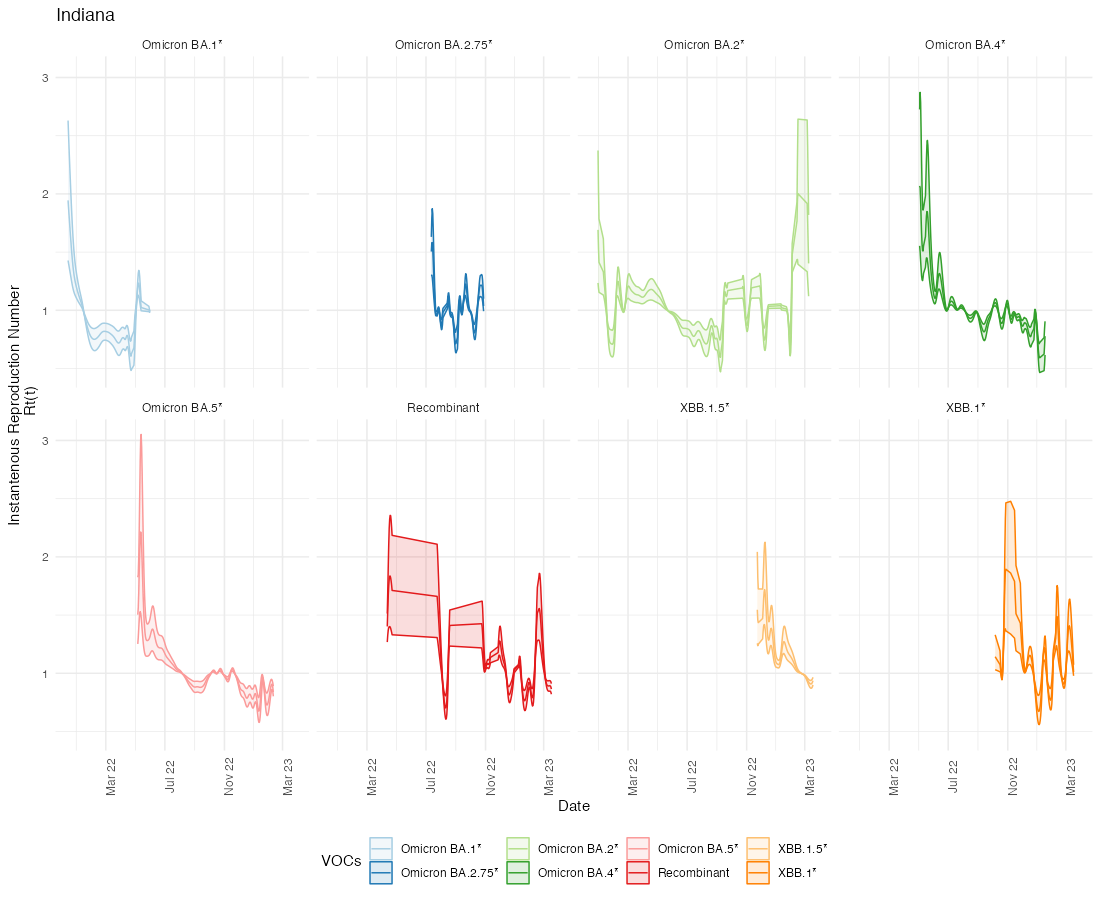 Indiana
Omicron BA.1*
Omicron BA.2.75*
Omicron BA.2*
Omicron BA.4*
3
2
1
Omicron BA.5*
Recombinant
XBB.1.5*
XBB.1*
3
2
1
Instantenous Reproduction Number
Rt(t)
Mar 22
Jul 22
Nov 22
Mar 23
Mar 22
Jul 22
Nov 22
Mar 23
Mar 22
Jul 22
Nov 22
Mar 23
Mar 22
Jul 22
Nov 22
Mar 23
Date
VOCs
Omicron BA.1*
Omicron BA.2*
Omicron BA.5*
XBB.1.5*
Omicron BA.2.75*
Omicron BA.4*
Recombinant
XBB.1*